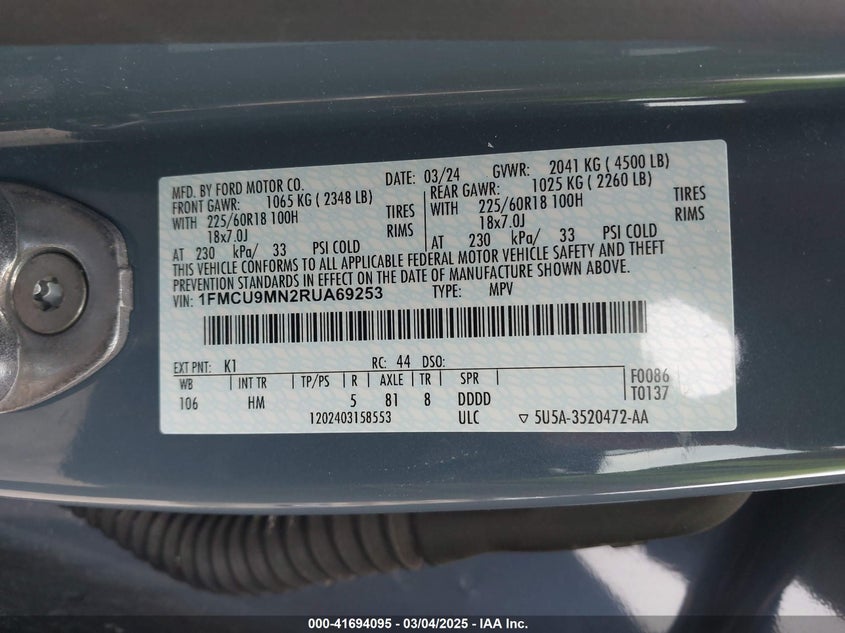 MFD. BY FORD MOTOR CO.
DATE: 03/24 GVWR: 2041 KG ( 4500 LB)
FRONT GAWR: 1065 KG ( 2348 LB)
REAR GAWR: 1025 KG ( 2260 LB)
WITH 225/60R18 100H TIRES
WITH 225/60R18 100H TIRES
18x7.0J RIMS
18x7.0J RIMS
AT 230 kPa/ 33 PSI COLD
AT 230 kPa/ 33 PSI COLD
THIS VEHICLE CONFORMS TO ALL APPLICABLE FEDERAL MOTOR VEHICLE SAFETY AND THEFT
PREVENTION STANDARDS IN EFFECT ON THE DATE OF MANUFACTURE SHOWN ABOVE.
VIN: 1FMCU9MN2RUA69253 TYPE: MPV
EXT PNT: K1 RC: 44 DSO:
WB INT TR TP/PS R AXLE TR SPR
106 HM 5 81 8 DDDD
F0086
T0137
1202403158553 ULC ▽ 5U5A-3520472-AA
000-41694095 - 03/04/2025 - IAA Inc.